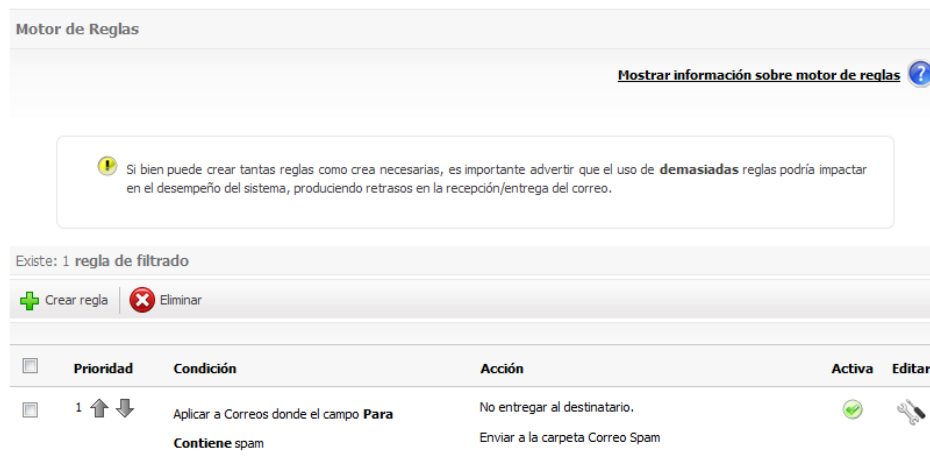 Motor de Reglas
Mostrar información sobre motor de reglas
Si bien puede crear tantas reglas como crea necesarias, es importante advertir que el uso de demasiadas reglas podría impactar
en el desempeño del sistema, produciendo retrasos en la recepción/entrega del correo.
Existe: 1 regla de filtrado
Crear regla Eliminar
Prioridad Condición Acción Activa Editar
1 Aplicar a Correos donde el campo Para No entregar al destinatario.
Contiene spam Enviar a la carpeta Correo Spam